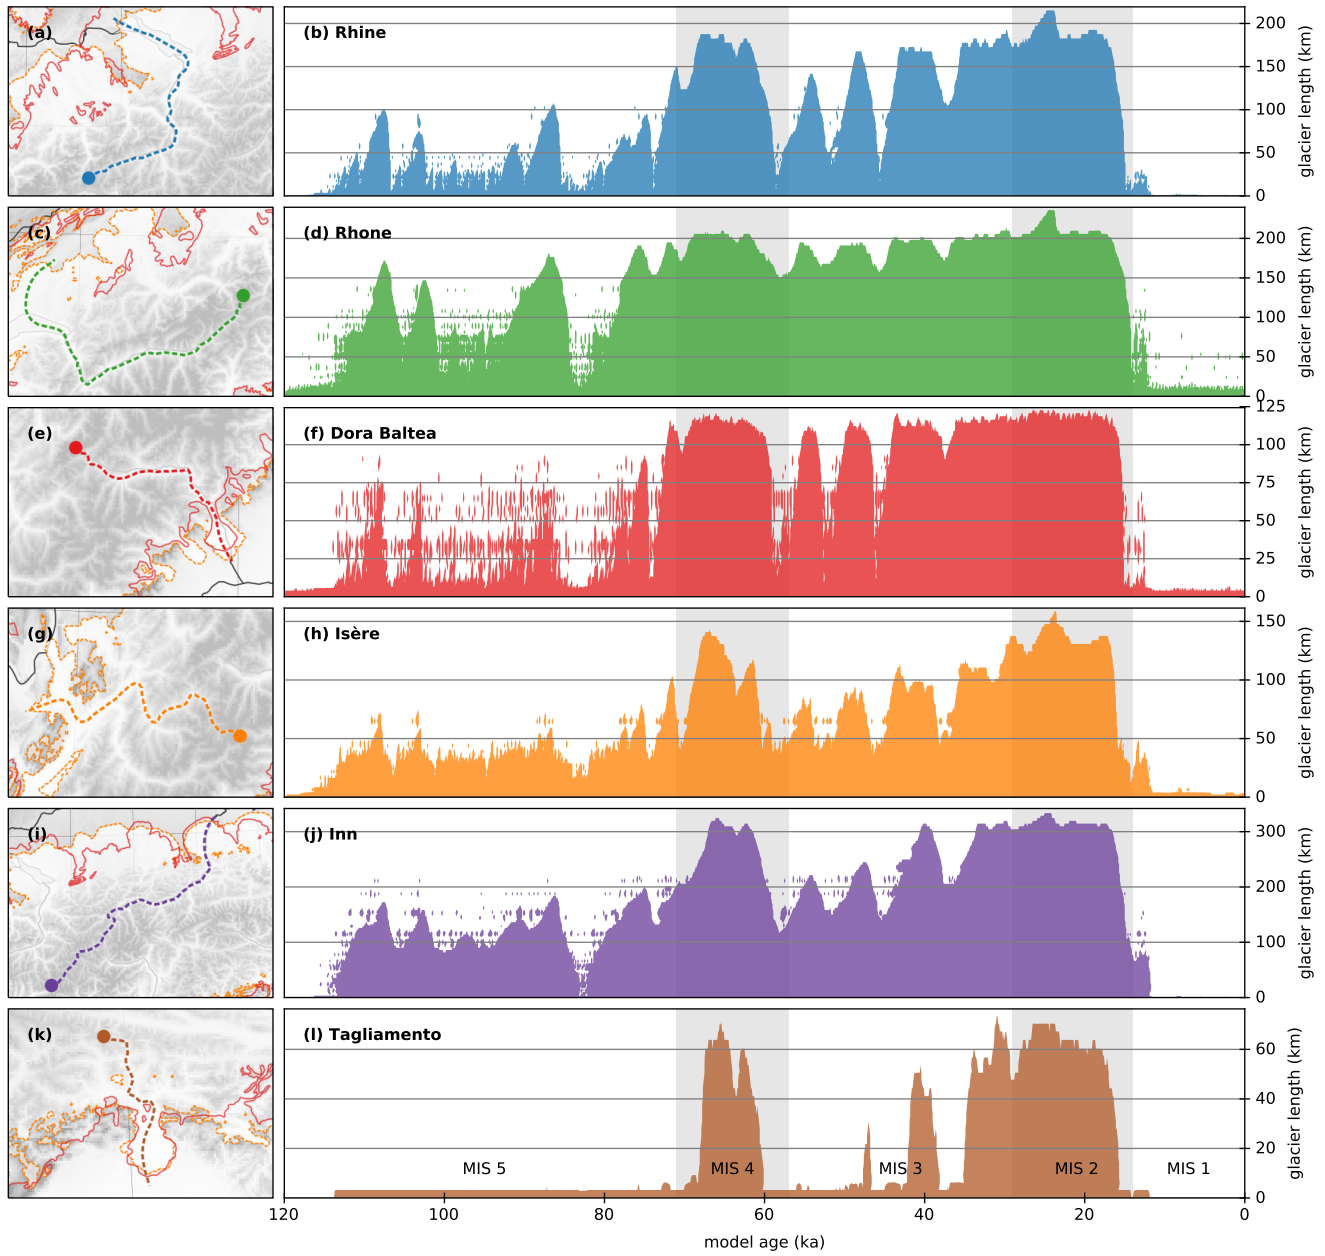 (a)
(b) Rhine
200
150
100
50
0
glacier length (km)
(c)
(d) Rhone
200
150
100
50
0
glacier length (km)
(e)
(f) Dora Baltea
125
100
75
50
25
0
glacier length (km)
(g)
(h) Isère
150
100
50
0
glacier length (km)
(i)
(j) Inn
300
200
100
0
glacier length (km)
(k)
(l) Tagliamento
60
40
20
0
glacier length (km)
MIS 5 MIS 4 MIS 3 MIS 2 MIS 1
120 100 80 60 40 20 0
model age (ka)